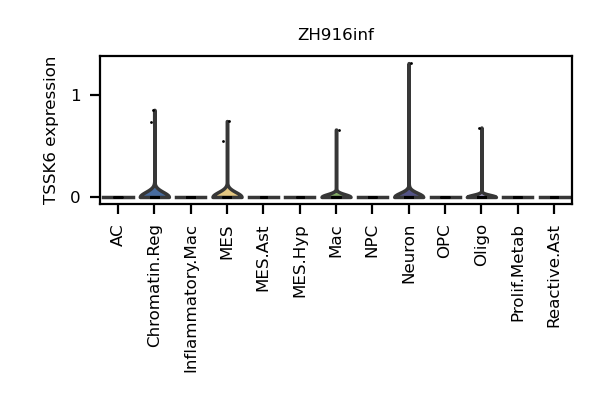 ZH916inf
TSSK6 expression
1
0
AC
Chromatin.Reg
Inflammatory.Mac
MES
MES.Ast
MES.Hyp
Mac
NPC
Neuron
OPC
Oligo
Prolif.Metab
Reactive.Ast